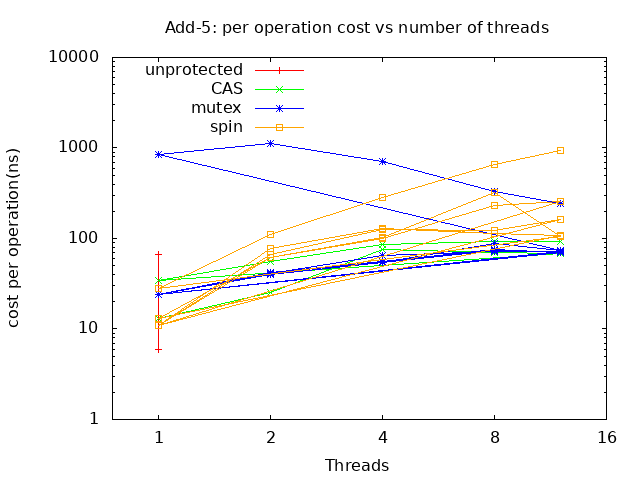 Add-5: per operation cost vs number of threads
10000
1000
100
10
1
cost per operation(ns)
unprotected
CAS
mutex
spin
1 2 4 8 16
Threads